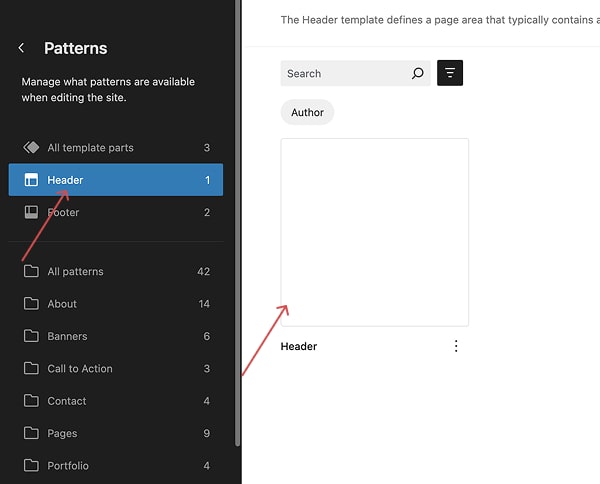 Patterns
Manage what patterns are available
when editing the site.
All template parts 3
Header 1
Footer 2
All patterns 42
About 14
Banners 6
Call to Action 3
Contact 4
Pages 9
Portfolio 4
The Header template defines a page area that typically contains a
Search
Author
Header